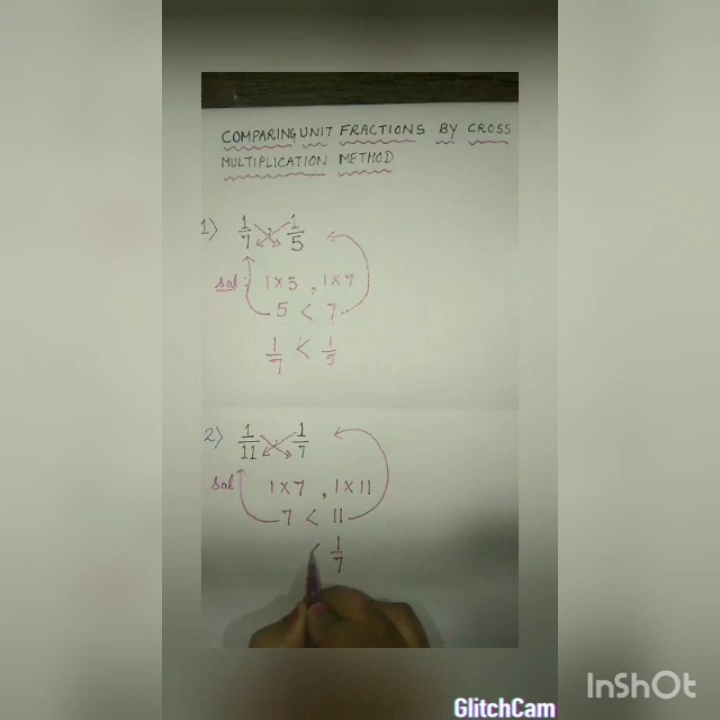 COMPARING UNIT FRACTIONS BY CROSS
MULTIPLICATION METHOD
1) 1/7 , 1/5
sol: 1×5 , 1×7
5 < 7
1/7 < 1/5
2) 1/11 , 1/7
sol 1×7 , 1×11
7 < 11
< 1/7
InShOt
GlitchCam